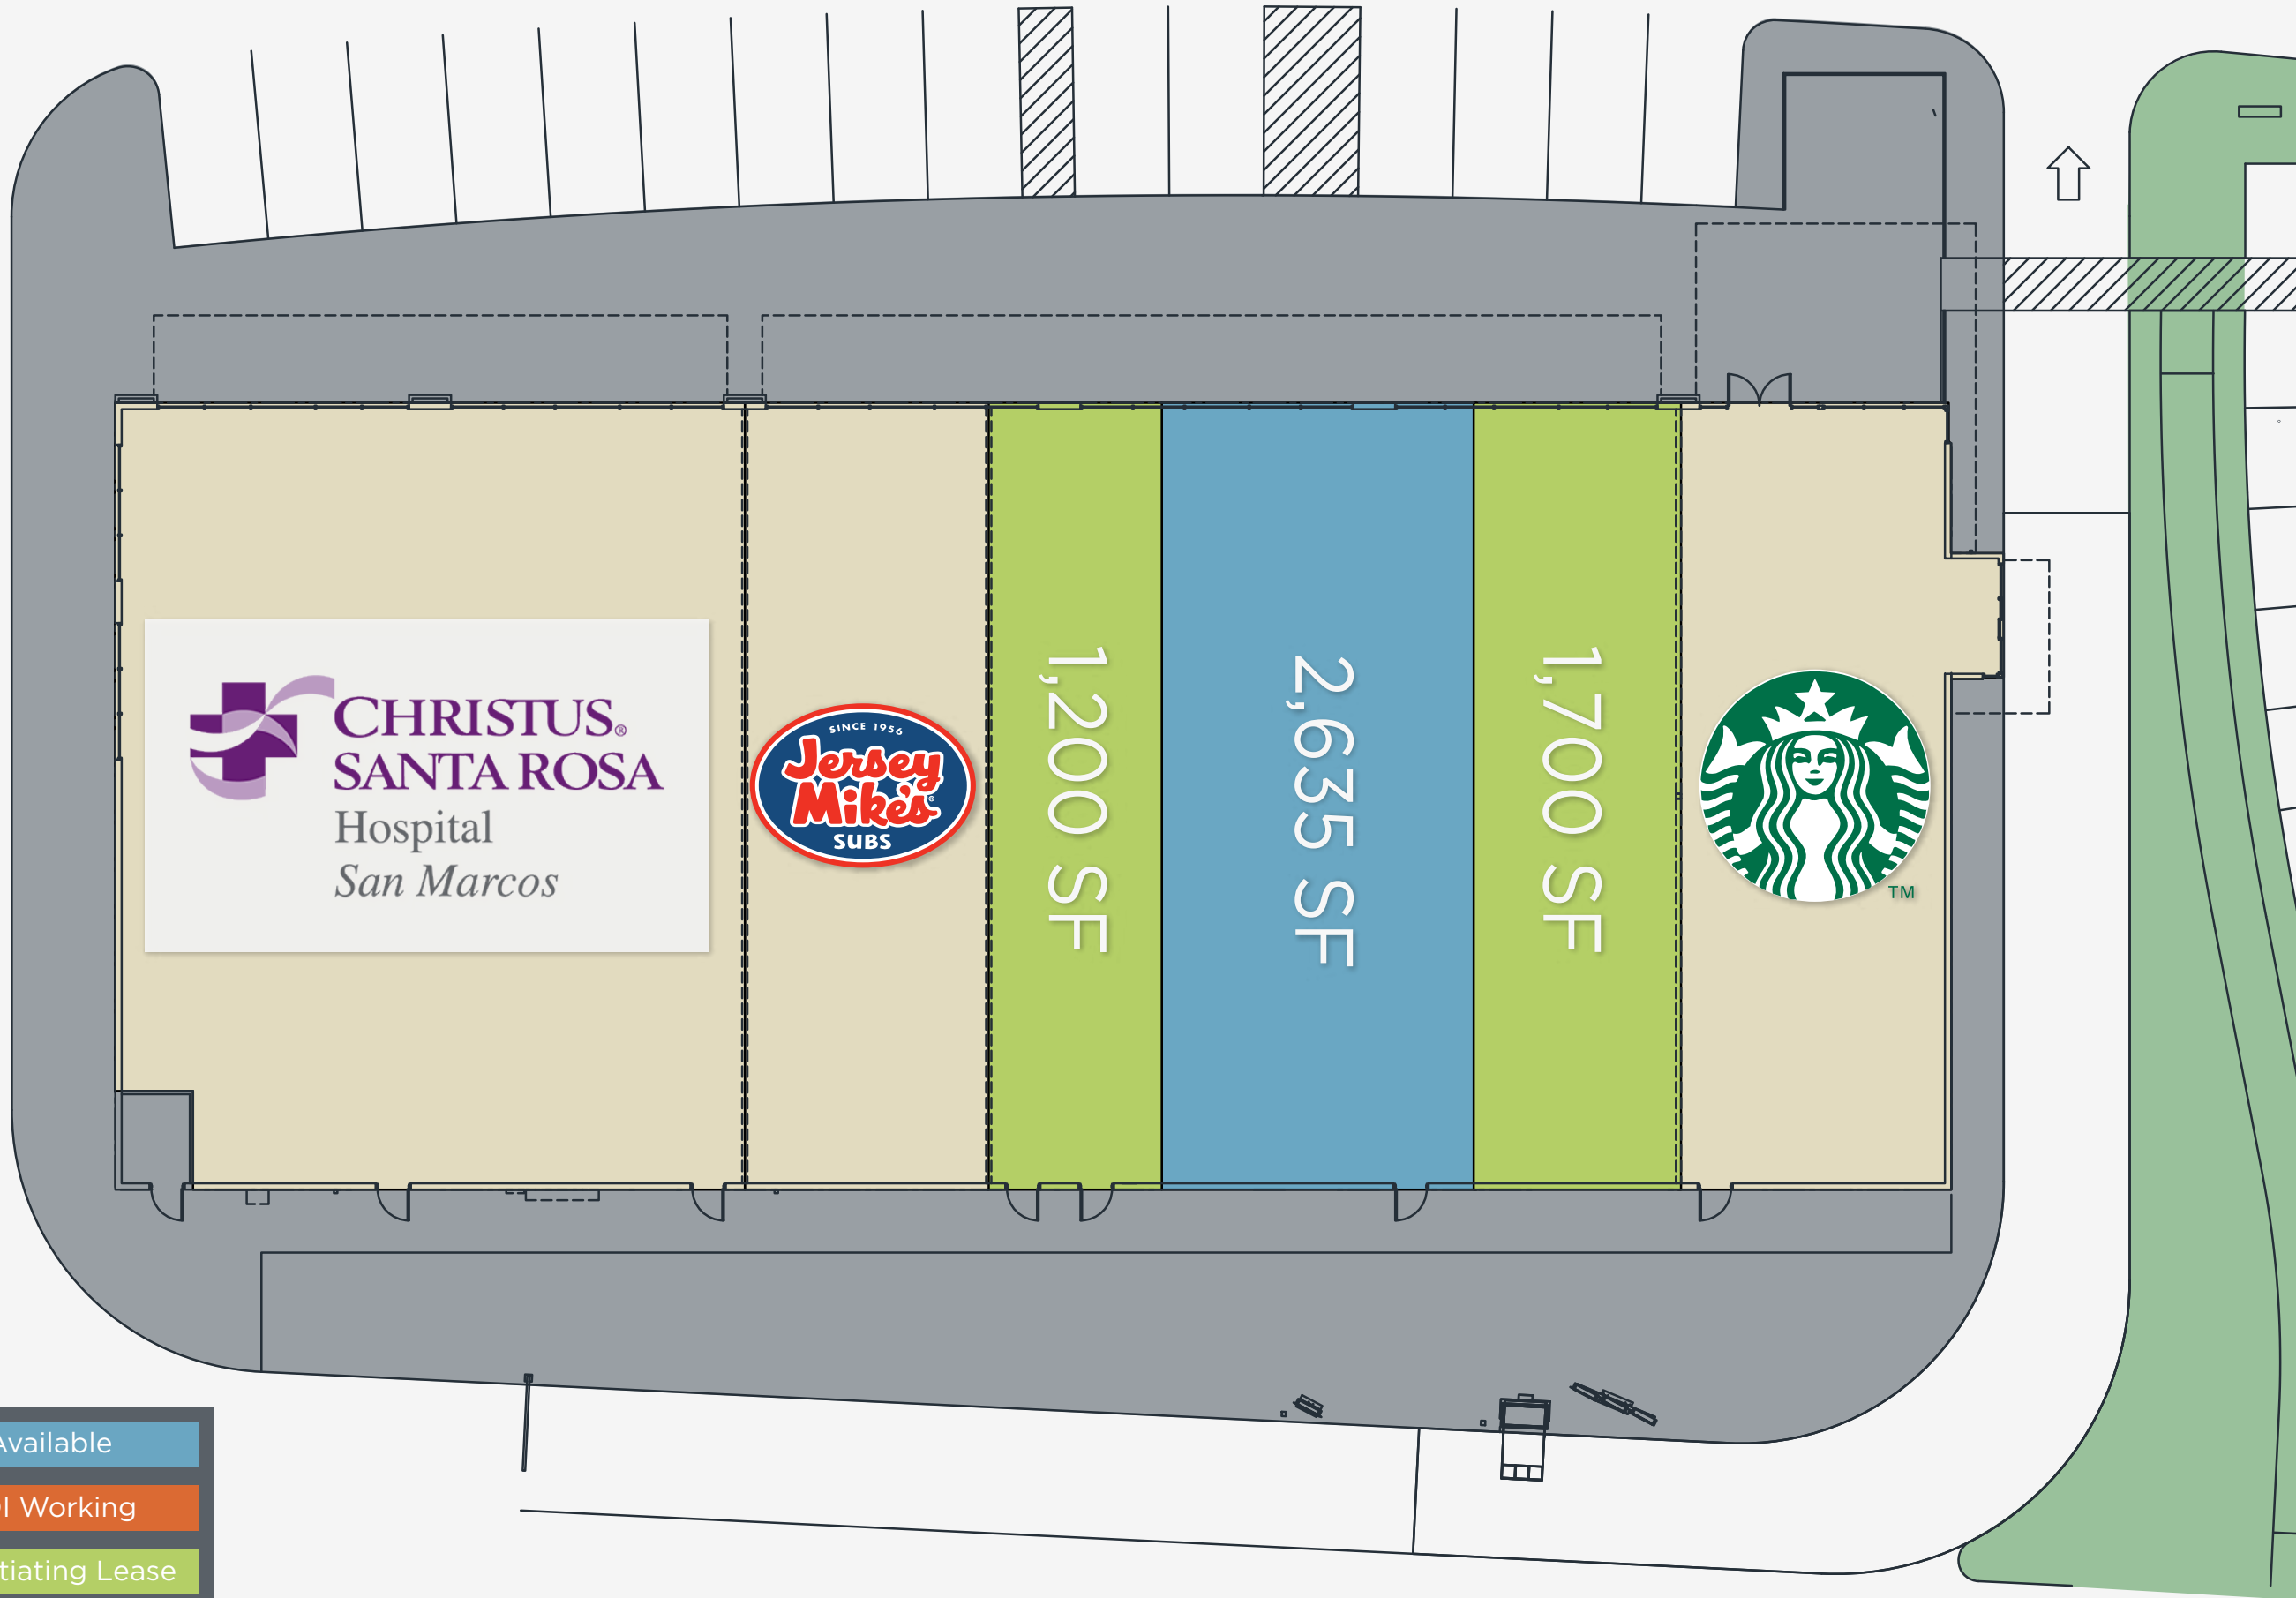 CHRISTUS®
SANTA ROSA
Hospital
San Marcos
SINCE 1956
Jersey
Mike's®
SUBS
1,200 SF
2,635 SF
1,700 SF
TM
Available
I Working
tiating Lease